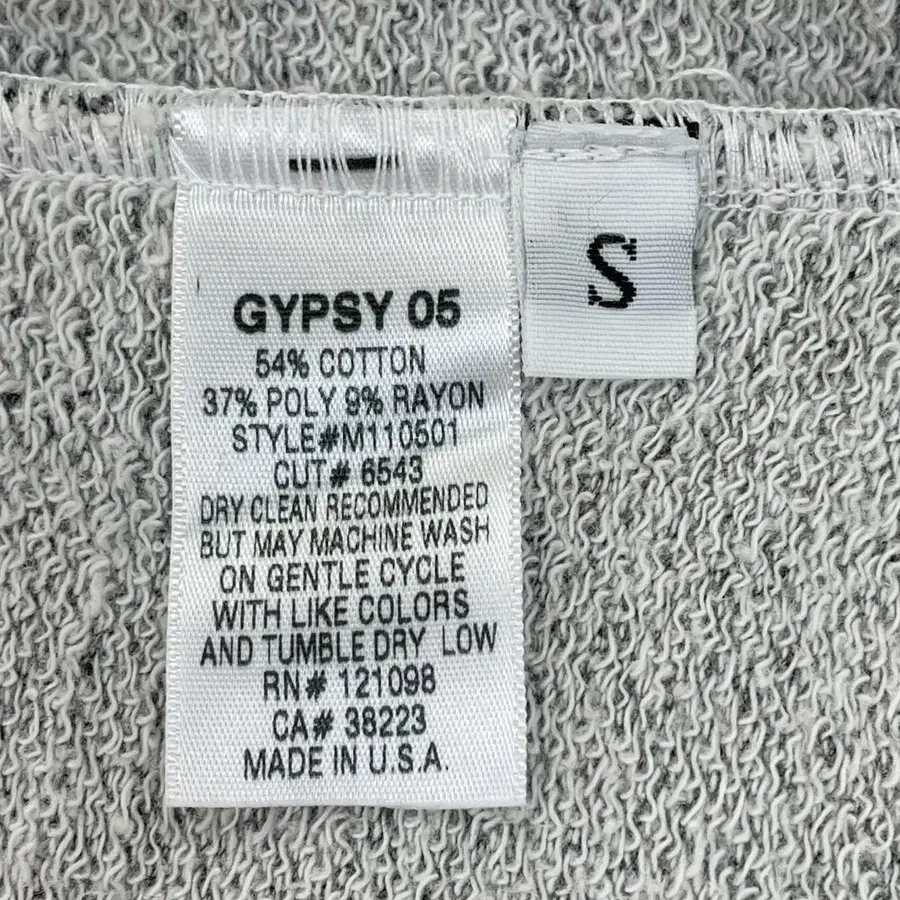 GYPSY 05
54% COTTON
37% POLY 9% RAYON
STYLE#M110501
CUT# 6543
DRY CLEAN RECOMMENDED
BUT MAY MACHINE WASH
ON GENTLE CYCLE
WITH LIKE COLORS
AND TUMBLE DRY LOW
RN# 121098
CA# 38223
MADE IN U.S.A.
S